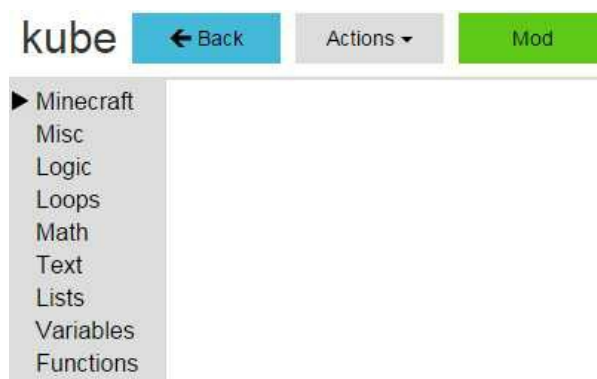 kube Back Actions Mod
Minecraft
Misc
Logic
Loops
Math
Text
Lists
Variables
Functions